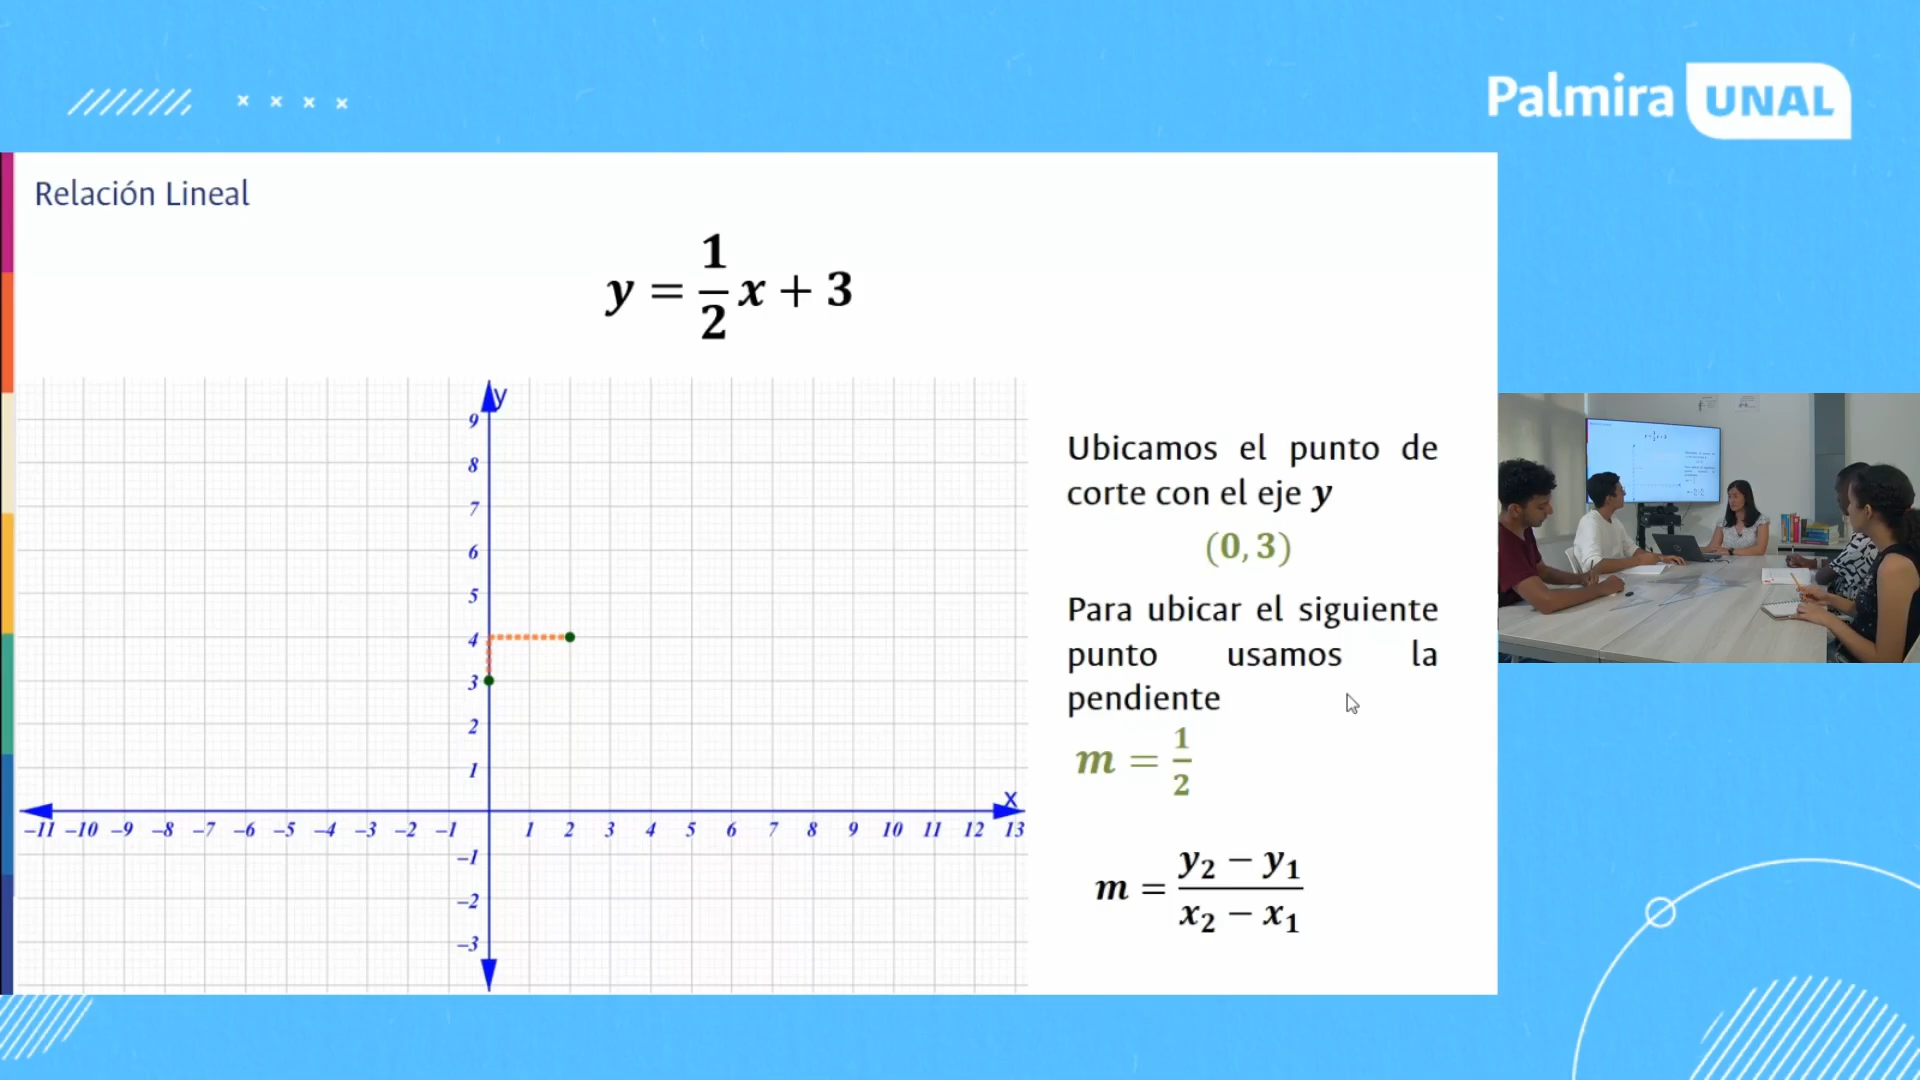 Palmira UNAL
Relación Lineal
y = 1/2 x + 3
y
9
8
7
6
5
4
3
2
1
x
–11 –10 –9 –8 –7 –6 –5 –4 –3 –2 –1 1 2 3 4 5 6 7 8 9 10 11 12 13
–1
–2
–3
Ubicamos el punto de
corte con el eje y
(0, 3)
Para ubicar el siguiente
punto usamos la
pendiente
m = 1/2
m = y₂ − y₁ / x₂ − x₁